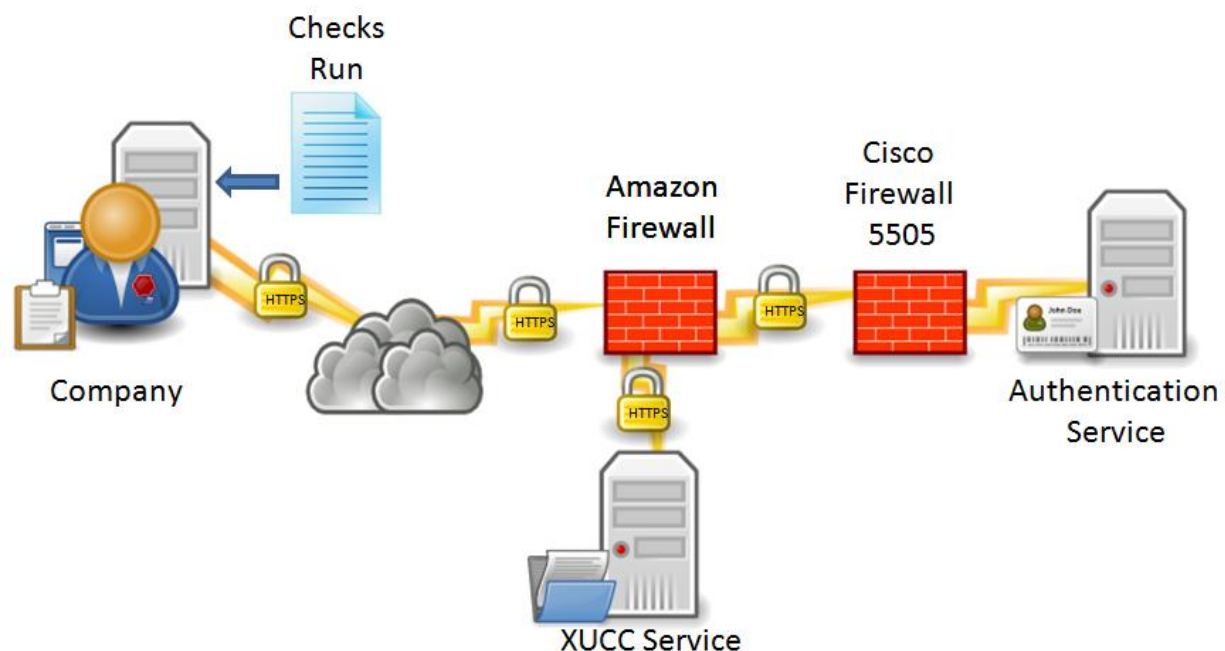 Checks
Run
Amazon
Firewall
Cisco
Firewall
5505
HTTPS
HTTPS
HTTPS
HTTPS
John Doe
Company
Authentication
Service
XUCC Service